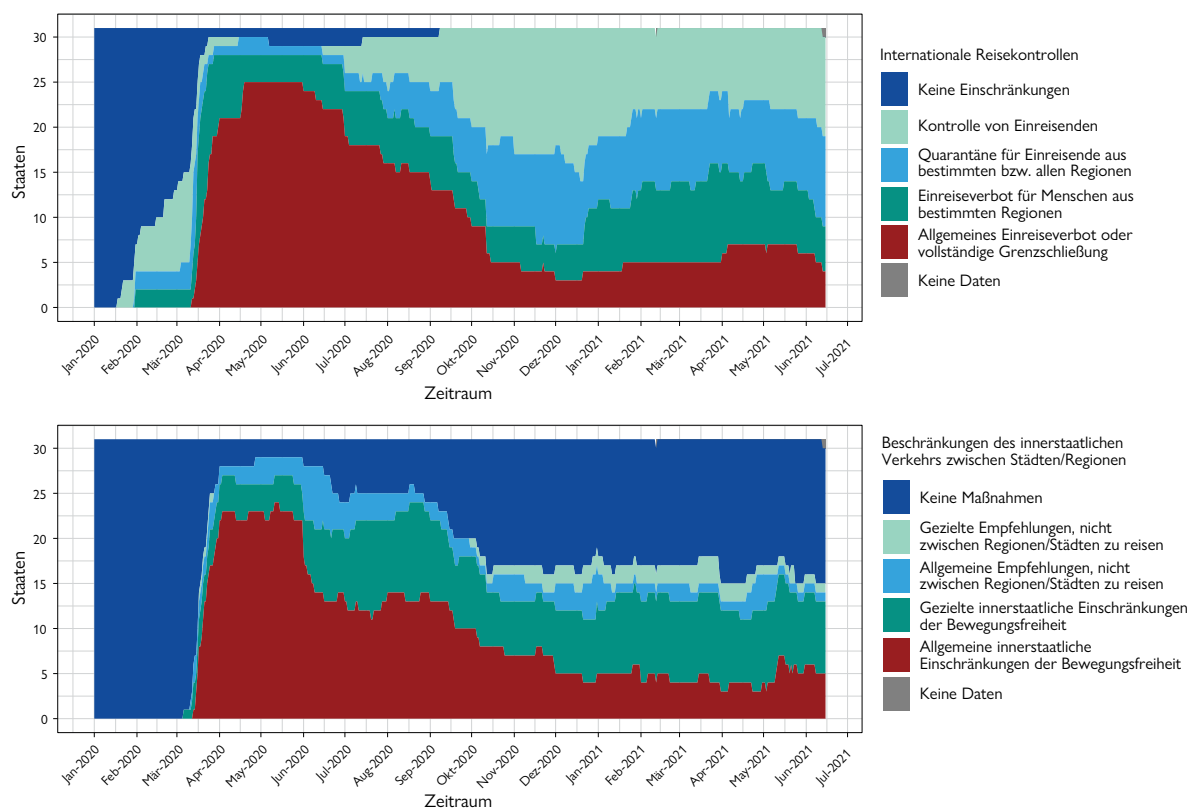 30
25
20
15
10
5
0
Staaten
Jan-2020
Feb-2020
Mär-2020
Apr-2020
May-2020
Jun-2020
Jul-2020
Aug-2020
Sep-2020
Okt-2020
Nov-2020
Dez-2020
Jan-2021
Feb-2021
Mär-2021
Apr-2021
May-2021
Jun-2021
Jul-2021
Zeitraum
Internationale Reisekontrollen
Keine Einschränkungen
Kontrolle von Einreisenden
Quarantäne für Einreisende aus
bestimmten bzw. allen Regionen
Einreiseverbot für Menschen aus
bestimmten Regionen
Allgemeines Einreiseverbot oder
vollständige Grenzschließung
Keine Daten
30
25
20
15
10
5
0
Staaten
Jan-2020
Feb-2020
Mär-2020
Apr-2020
May-2020
Jun-2020
Jul-2020
Aug-2020
Sep-2020
Okt-2020
Nov-2020
Dez-2020
Jan-2021
Feb-2021
Mär-2021
Apr-2021
May-2021
Jun-2021
Jul-2021
Zeitraum
Beschränkungen des innerstaatlichen
Verkehrs zwischen Städten/Regionen
Keine Maßnahmen
Gezielte Empfehlungen, nicht
zwischen Regionen/Städten zu reisen
Allgemeine Empfehlungen, nicht
zwischen Regionen/Städten zu reisen
Gezielte innerstaatliche Einschränkungen
der Bewegungsfreiheit
Allgemeine innerstaatliche
Einschränkungen der Bewegungsfreiheit
Keine Daten